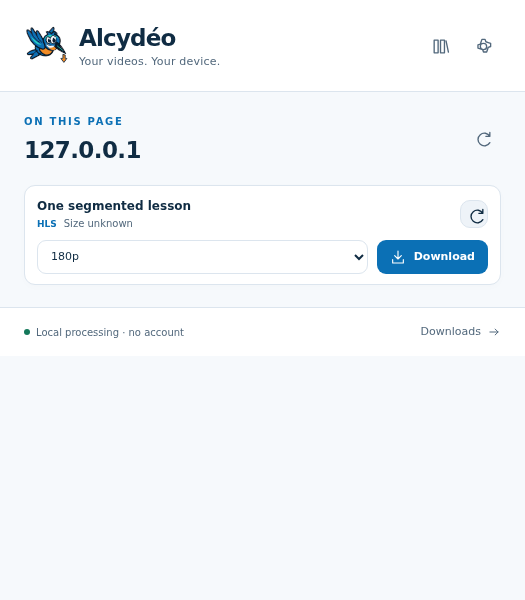 Alcydéo
Your videos. Your device.
ON THIS PAGE
127.0.0.1
One segmented lesson
HLS Size unknown
180p
Download
Local processing · no account
Downloads →